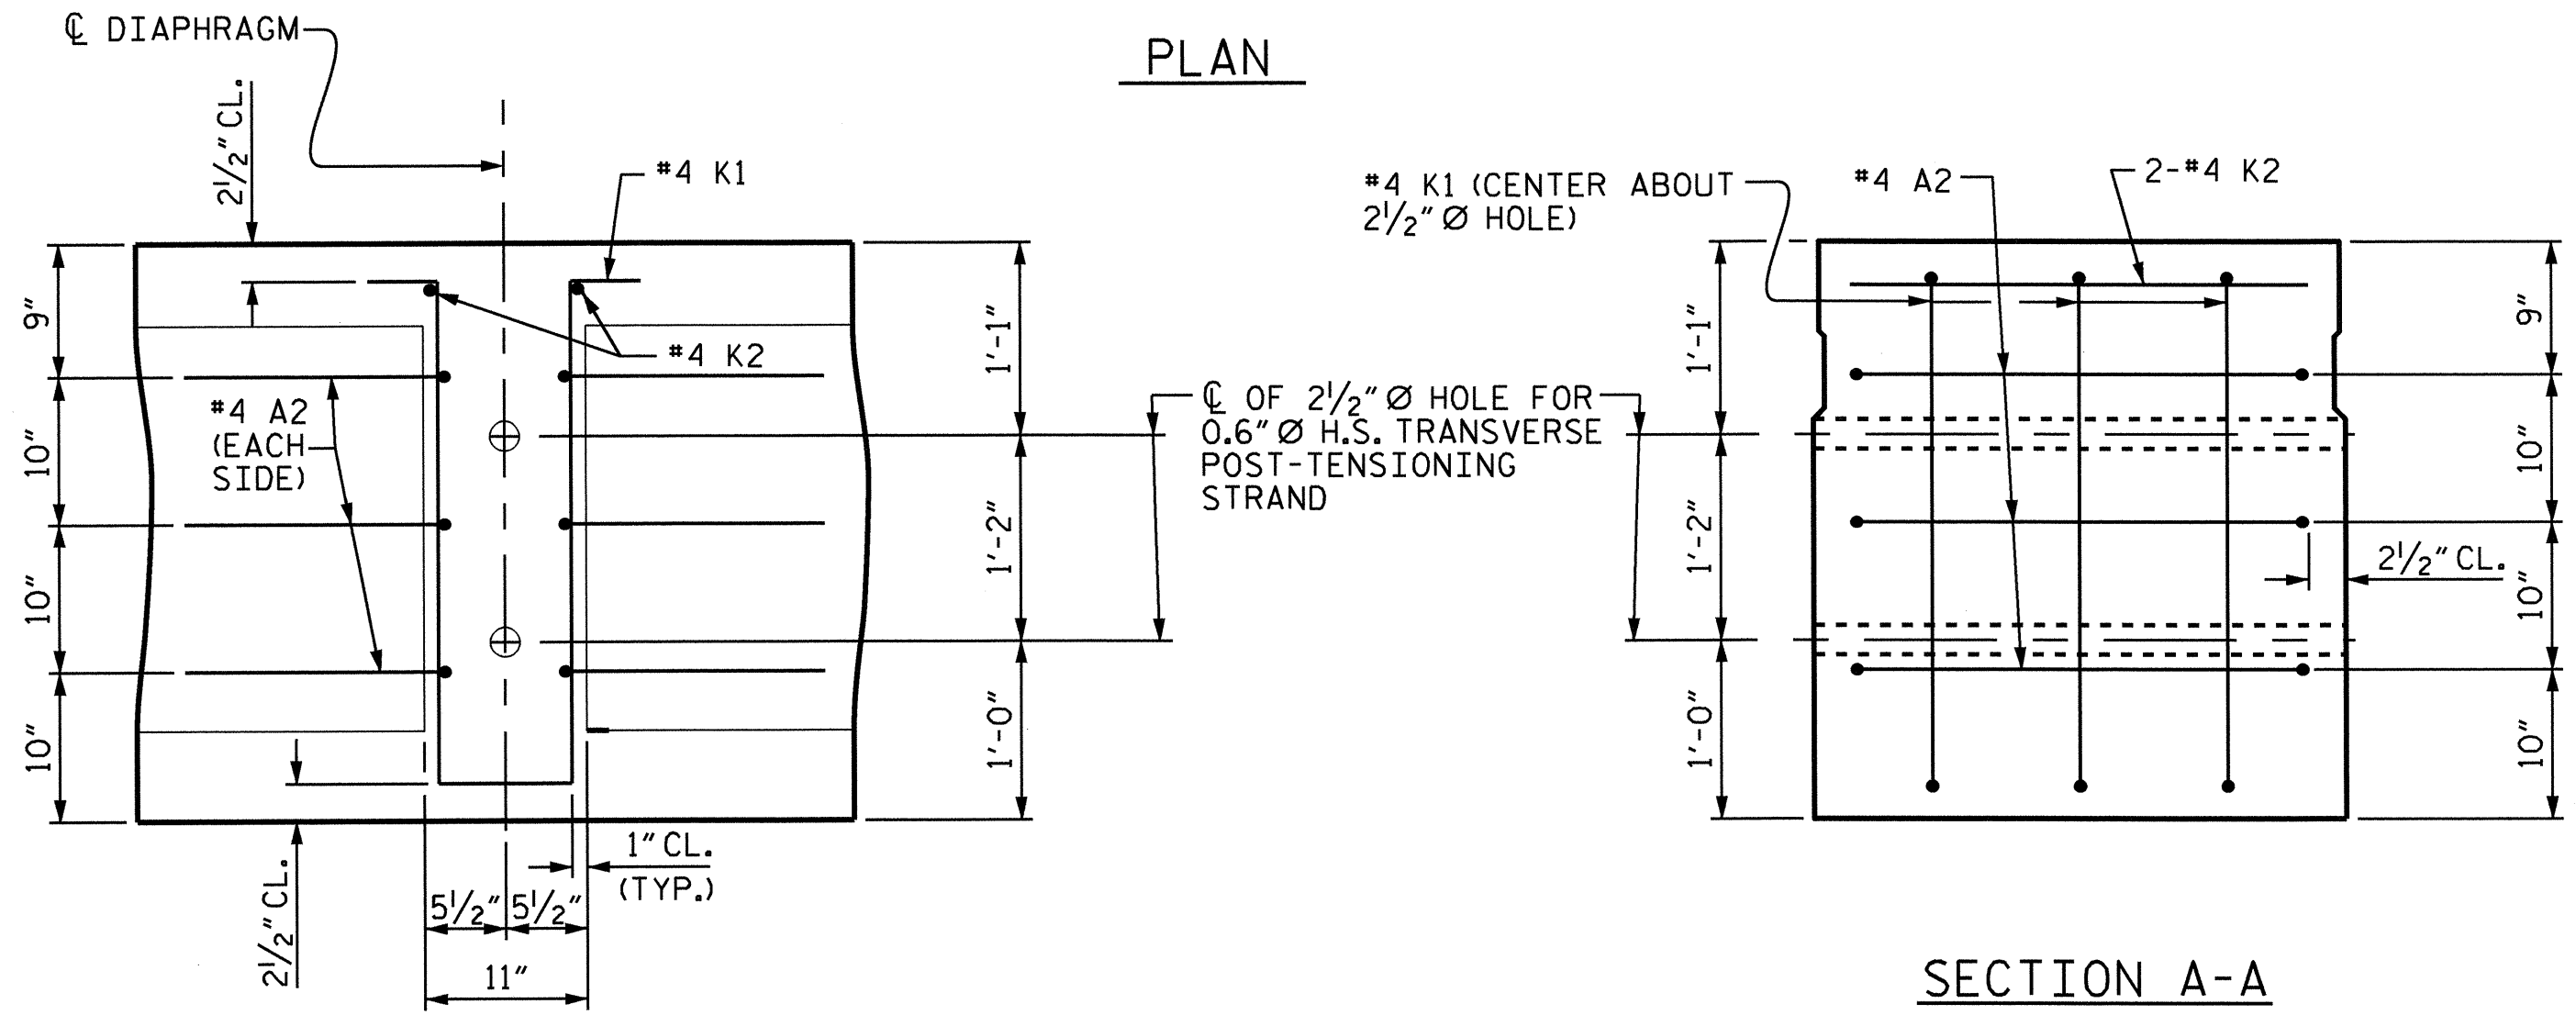 ℄ DIAPHRAGM
PLAN
2½" CL.
#4 K1
#4 K1 (CENTER ABOUT
2½" Ø HOLE)
#4 A2
2-#4 K2
9"
10"
10"
10"
#4 A2
(EACH
SIDE)
#4 K2
1'-1"
1'-2"
1'-0"
℄ OF 2½" Ø HOLE FOR
0.6" Ø H.S. TRANSVERSE
POST-TENSIONING
STRAND
1'-1"
1'-2"
1'-0"
9"
10"
10"
10"
2½" CL.
2½" CL.
1" CL.
(TYP.)
5½" 5½"
11"
SECTION A-A